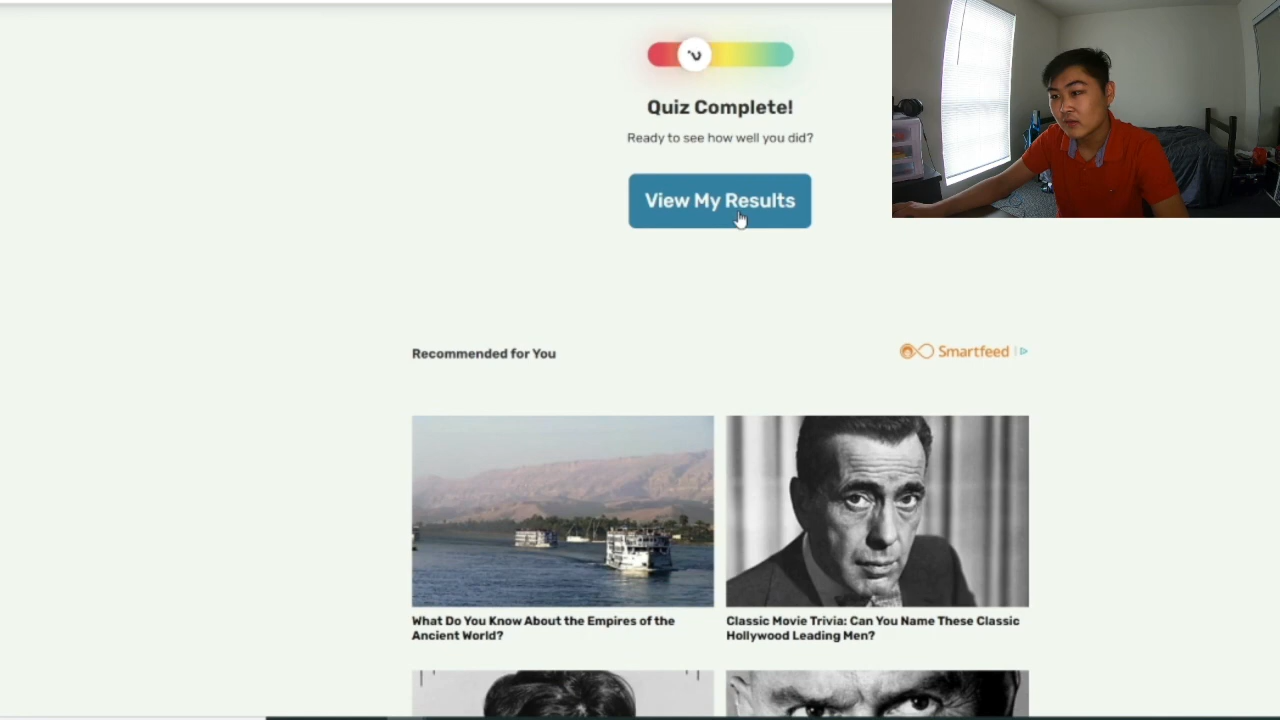 Quiz Complete!
Ready to see how well you did?
View My Results
Recommended for You
Smartfeed
What Do You Know About the Empires of the
Ancient World?
Classic Movie Trivia: Can You Name These Classic
Hollywood Leading Men?